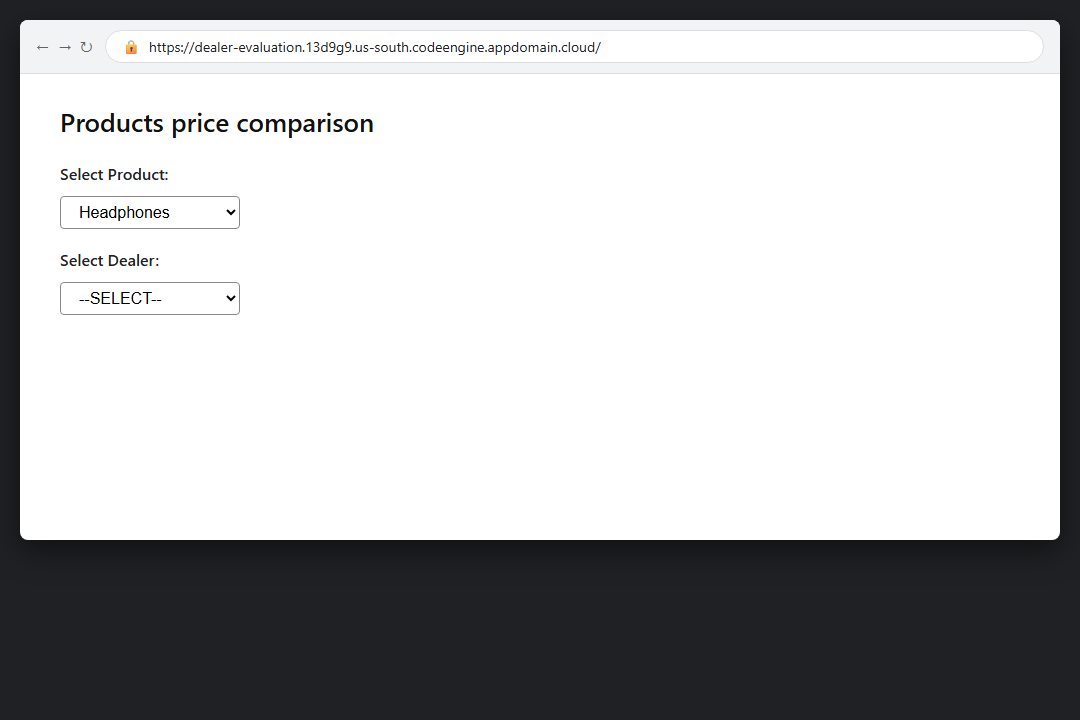 https://dealer-evaluation.13d9g9.us-south.codeengine.appdomain.cloud/
Products price comparison
Select Product:
Headphones
Select Dealer:
--SELECT--